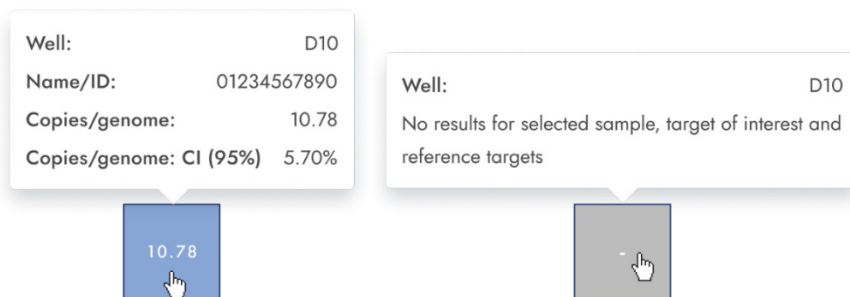 Well: D10
Name/ID: 01234567890
Copies/genome: 10.78
Copies/genome: CI (95%) 5.70%
10.78
Well: D10
No results for selected sample, target of interest and
reference targets
-